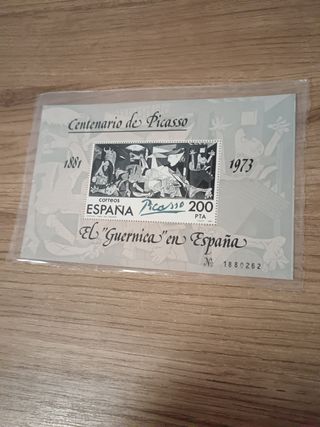 Centenario de Picasso
1881
1973
CORREOS
ESPAÑA Picasso 200
PTA
El "Guernica" en España
Nº 1880262